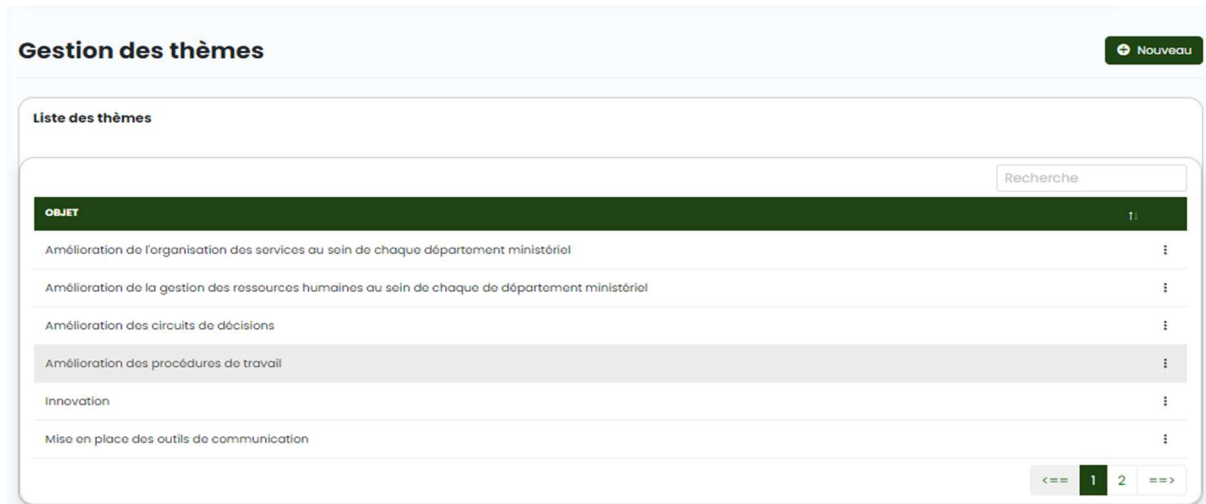 Gestion des thèmes
Nouveau
Liste des thèmes
Recherche
OBJET
Amélioration de l'organisation des services au sein de chaque département ministériel
Amélioration de la gestion des ressources humaines au sein de chaque de département ministériel
Amélioration des circuits de décisions
Amélioration des procédures de travail
Innovation
Mise en place des outils de communication
<== 1 2 ==>